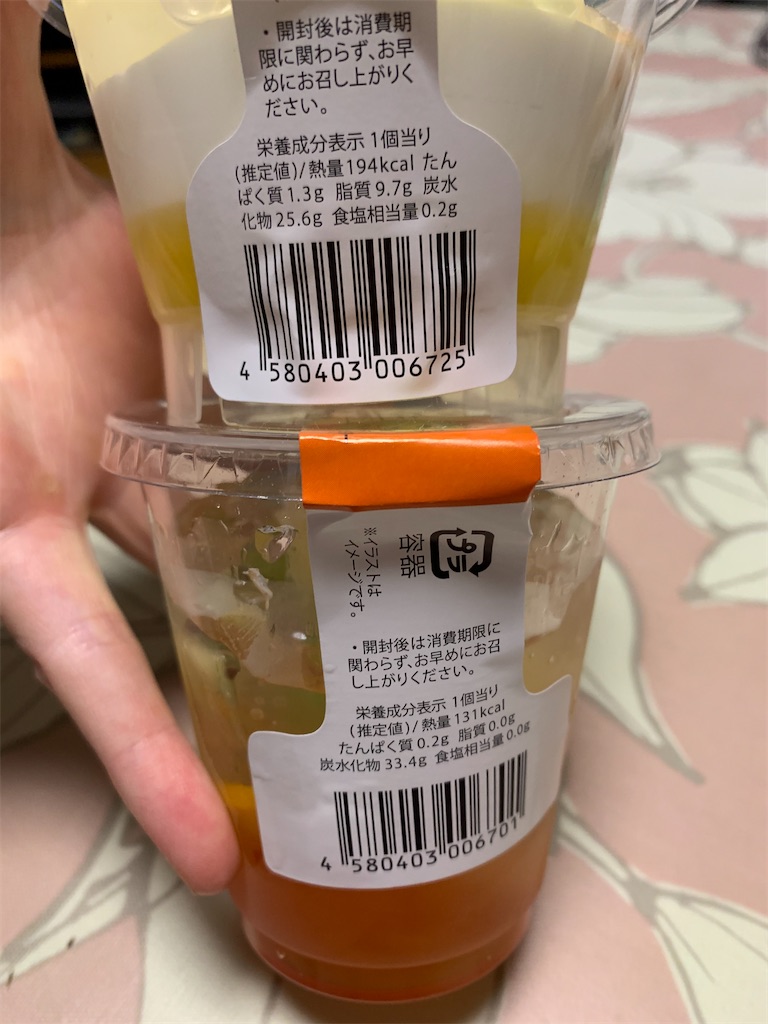 ・開封後は消費期
限に関わらず、お早
めにお召し上がりく
ださい。
栄養成分表示 1個当り
(推定値)/熱量194kcal たん
ぱく質1.3g 脂質9.7g 炭水
化物25.6g 食塩相当量0.2g
4 580403 006725
プラ
容器
※イラストは
イメージです。
・開封後は消費期限に
関わらず、お早めにお召
し上がりください。
栄養成分表示 1個当り
(推定値)/熱量131kcal
たんぱく質0.2g 脂質0.0g
炭水化物 33.4g 食塩相当量0.0g
4 580403 006701